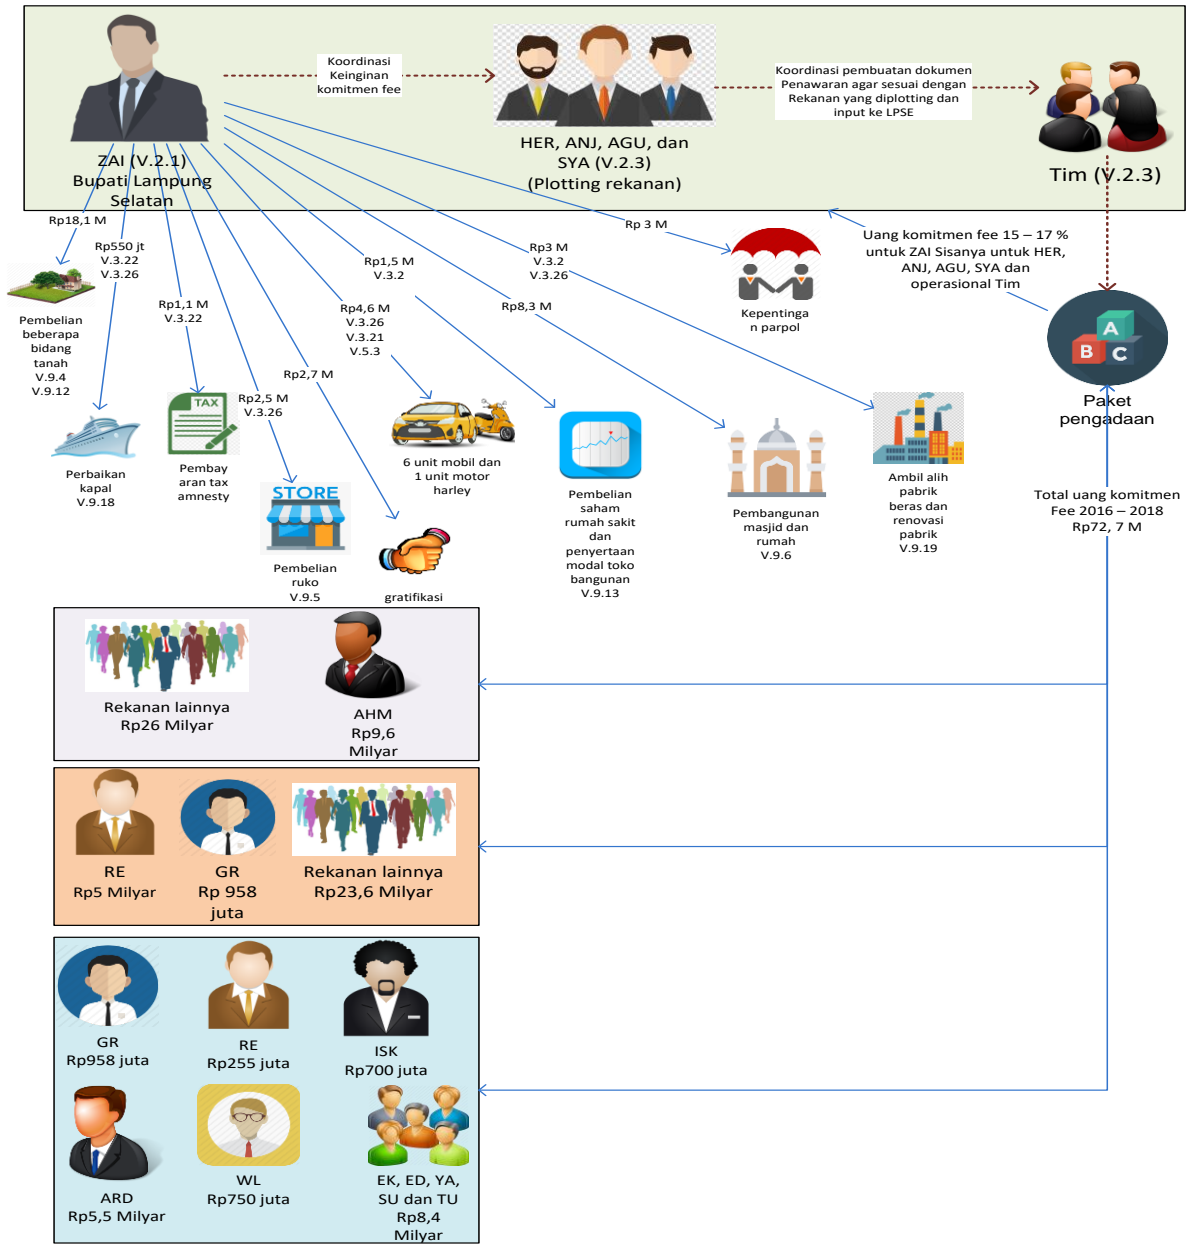 Koordinasi
Keinginan
komitmen fee
Koordinasi pembuatan dokumen
Penawaran agar sesuai dengan
Rekanan yang diplotting dan
input ke LPSE
ZAI (V.2.1)
Bupati Lampung
Selatan
HER, ANJ, AGU, dan
SYA (V.2.3)
(Plotting rekanan)
Tim (V.2.3)
Rp18,1 M
Rp550 jt
V.3.22
V.3.26
Rp1,1 M
V.3.22
Rp2,5 M
V.3.26
Rp2,7 M
Rp4,6 M
V.3.26
V.3.21
V.5.3
Rp1,5 M
V.3.2
Rp8,3 M
Rp3 M
V.3.2
V.3.26
Rp 3 M
Uang komitmen fee 15 – 17 %
untuk ZAI Sisanya untuk HER,
ANJ, AGU, SYA dan
operasional Tim
Pembelian
beberapa
bidang
tanah
V.9.4
V.9.12
Perbaikan
kapal
V.9.18
TAX
Pembay
aran tax
amnesty
STORE
Pembelian
ruko
V.9.5
gratifikasi
6 unit mobil dan
1 unit motor
harley
Pembelian
saham
rumah sakit
dan
penyertaan
modal toko
bangunan
V.9.13
Pembangunan
masjid dan
rumah
V.9.6
Kepentinga
n parpol
Ambil alih
pabrik
beras dan
renovasi
pabrik
V.9.19
A
B C
Paket
pengadaan
Total uang komitmen
Fee 2016 – 2018
Rp72, 7 M
Rekanan lainnya
Rp26 Milyar
AHM
Rp9,6
Milyar
RE
Rp5 Milyar
GR
Rp 958
juta
Rekanan lainnya
Rp23,6 Milyar
GR
Rp958 juta
RE
Rp255 juta
ISK
Rp700 juta
ARD
Rp5,5 Milyar
WL
Rp750 juta
EK, ED, YA,
SU dan TU
Rp8,4
Milyar